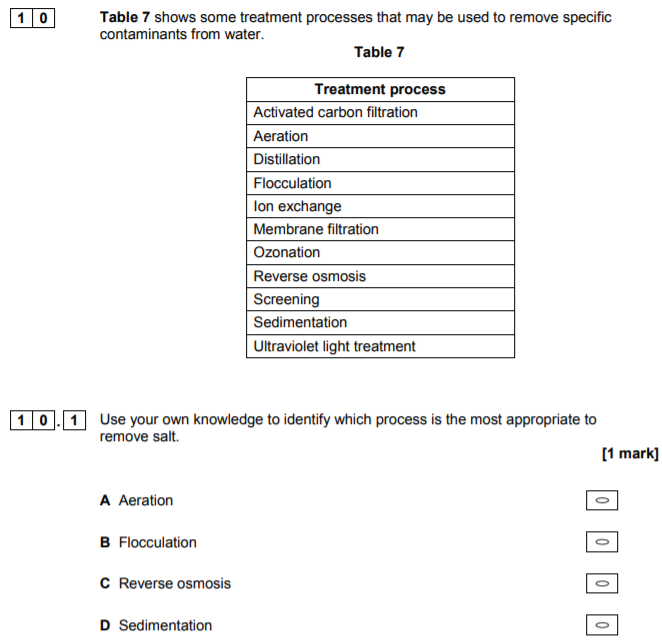 1 0 Table 7 shows some treatment processes that may be used to remove specific
contaminants from water.
Table 7
Treatment process
Activated carbon filtration
Aeration
Distillation
Flocculation
Ion exchange
Membrane filtration
Ozonation
Reverse osmosis
Screening
Sedimentation
Ultraviolet light treatment
1 0 . 1 Use your own knowledge to identify which process is the most appropriate to
remove salt.
[1 mark]
A Aeration
B Flocculation
C Reverse osmosis
D Sedimentation